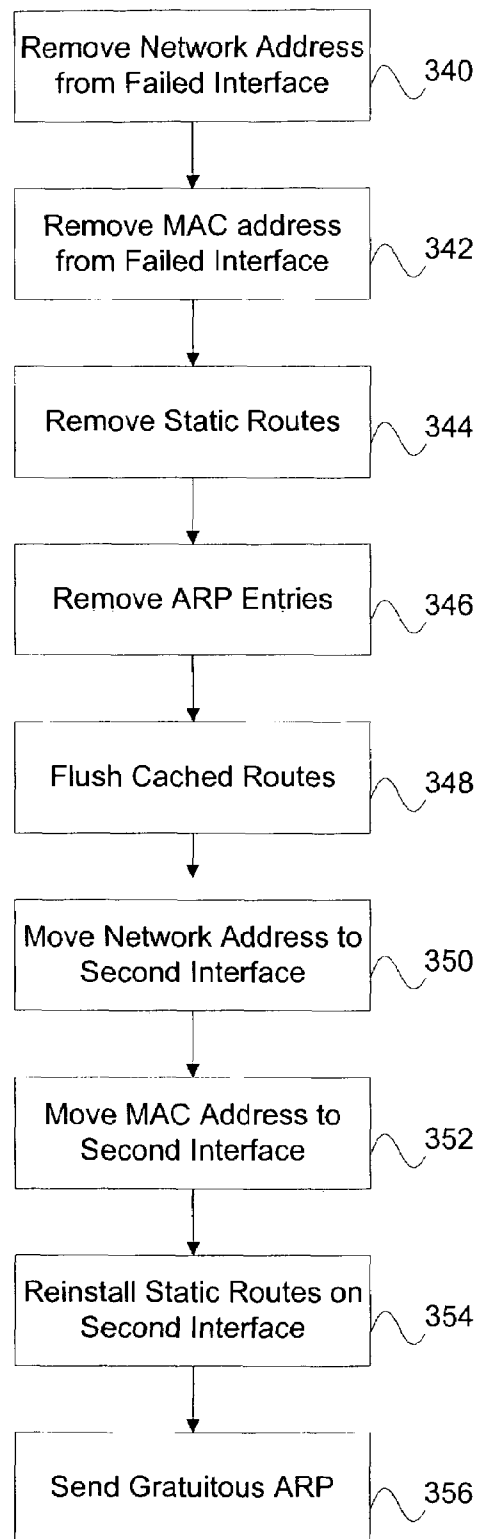 Remove Network Address
from Failed Interface
340
Remove MAC address
from Failed Interface
342
Remove Static Routes
344
Remove ARP Entries
346
Flush Cached Routes
348
Move Network Address to
Second Interface
350
Move MAC Address to
Second Interface
352
Reinstall Static Routes on
Second Interface
354
Send Gratuitous ARP
356